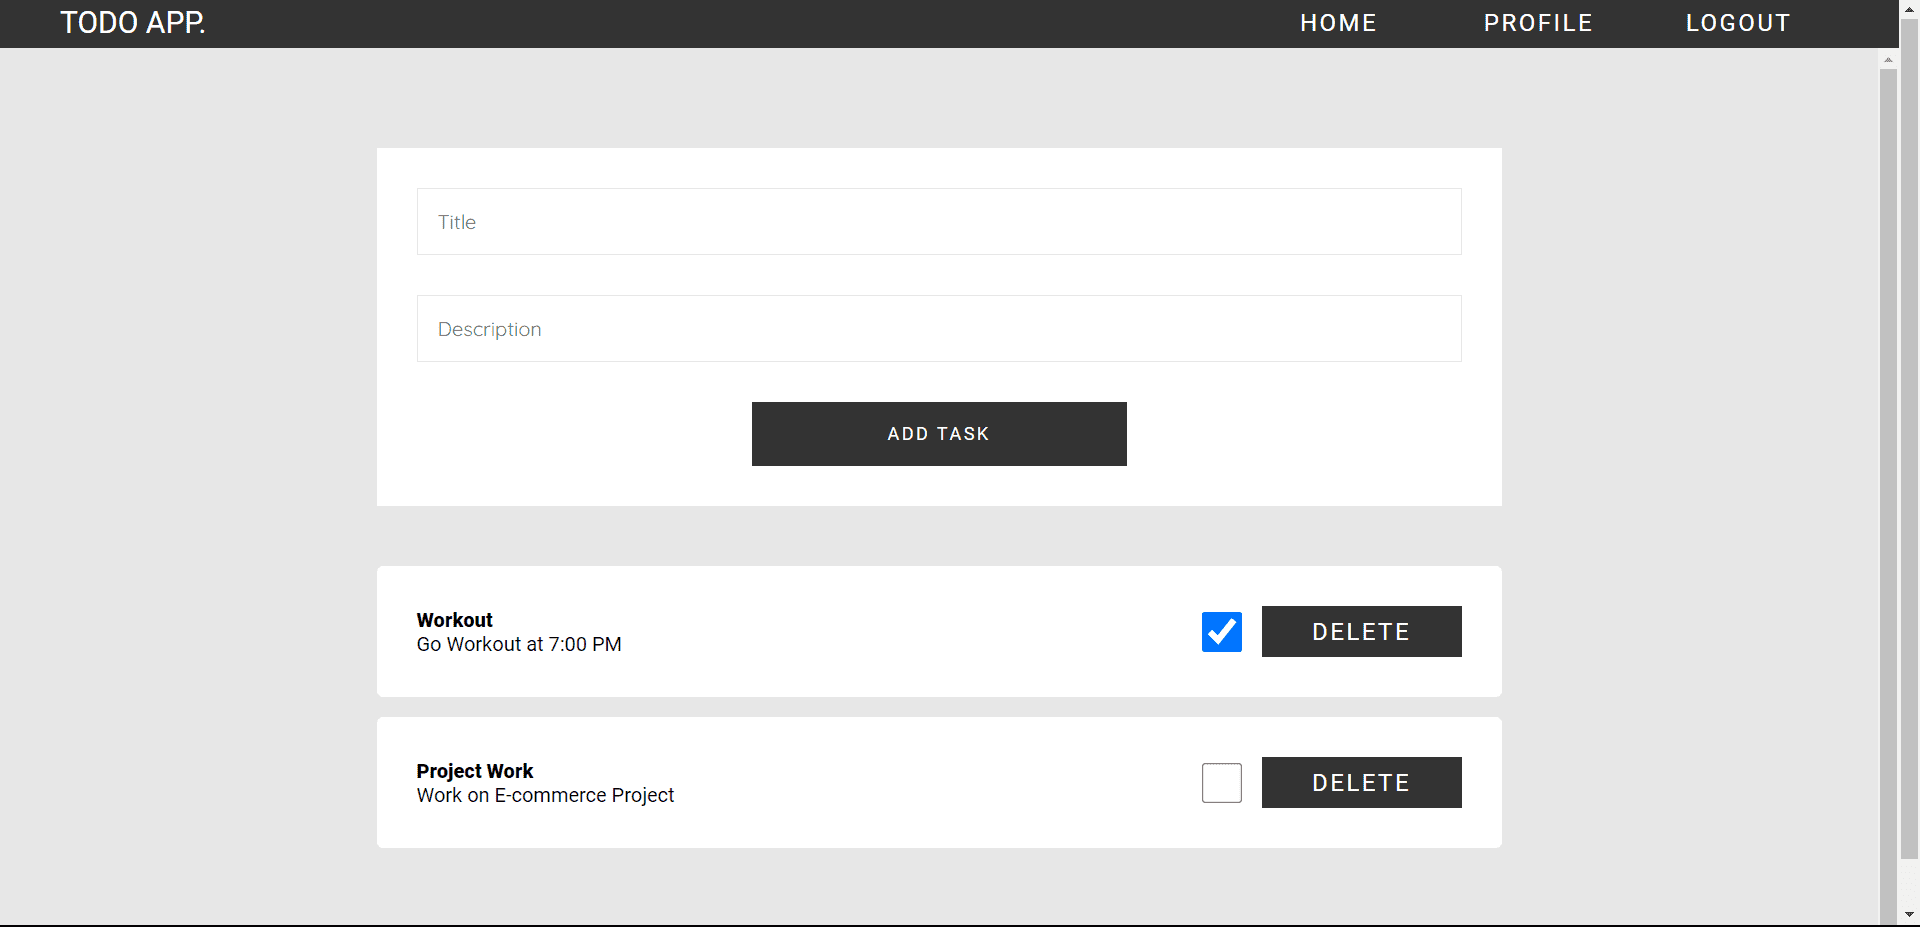 TODO APP.
HOME
PROFILE
LOGOUT
Title
Description
ADD TASK
Workout
Go Workout at 7:00 PM
DELETE
Project Work
Work on E-commerce Project
DELETE